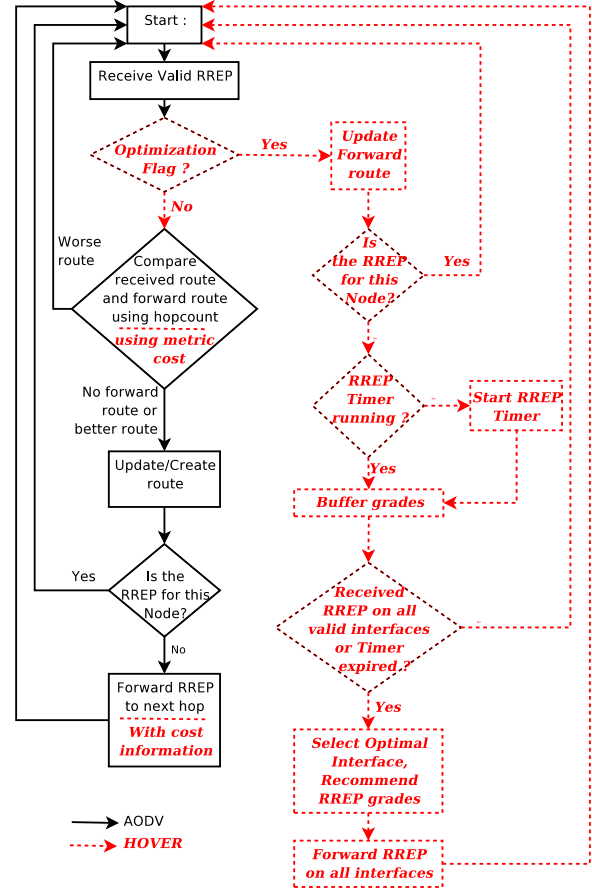 Start :
Receive Valid RREP
Optimization
Flag ?
Yes
Update
Forward
route
No
Worse
route
Compare
received route
and forward route
using hopcount
using metric
cost
Is
the RREP
for this
Node?
Yes
No forward
route or
better route
RREP
Timer
running ?
Start RREP
Timer
Yes
Update/Create
route
Buffer grades
Yes
Is the
RREP for this
Node?
No
Received
RREP on all
valid interfaces
or Timer
expired.?
Yes
Forward RREP
to next hop
With cost
information
Select Optimal
Interface,
Recommend
RREP grades
Forward RREP
on all interfaces
AODV
HOVER